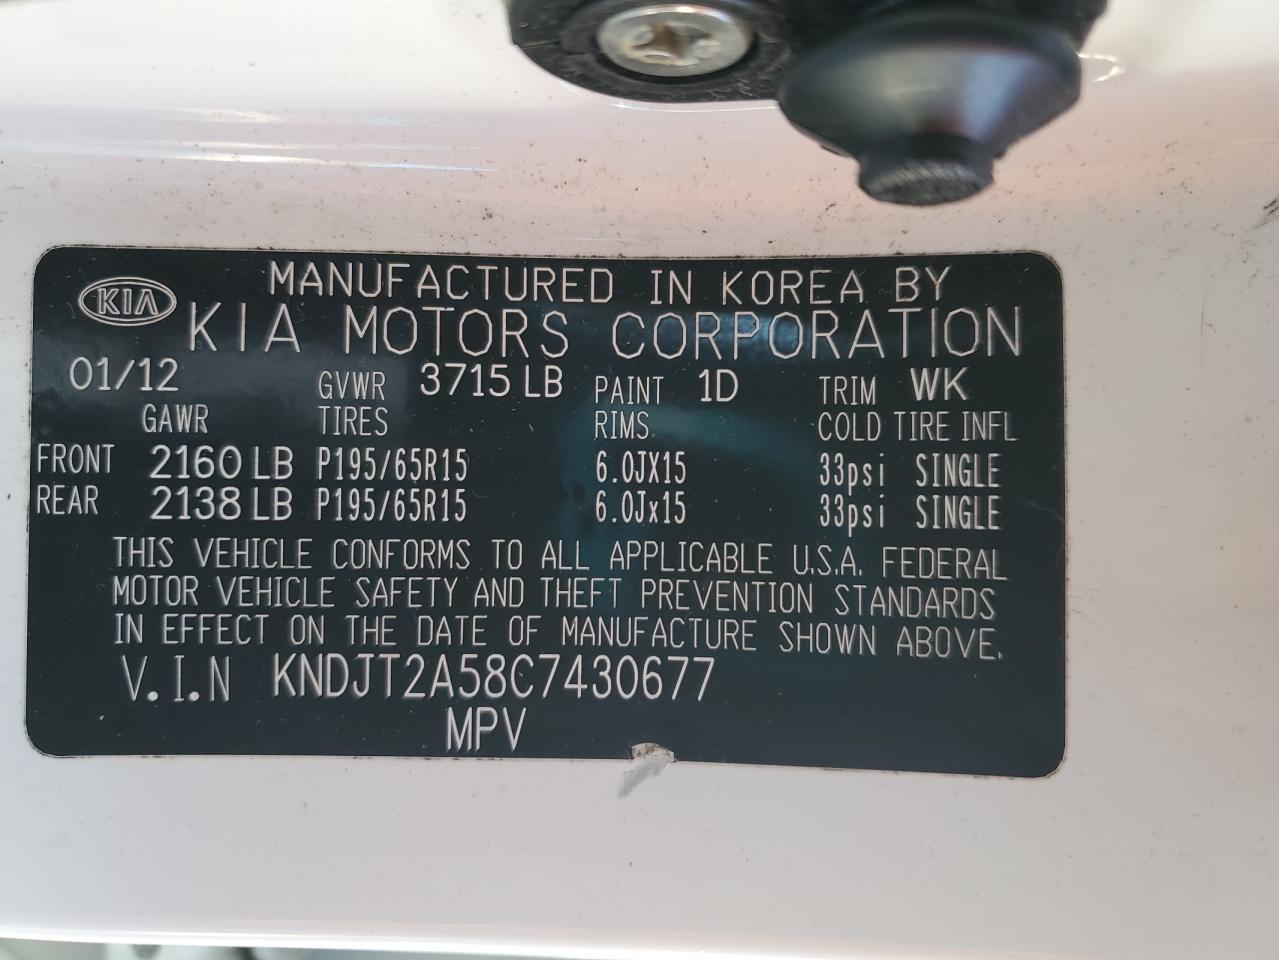 KIA MANUFACTURED IN KOREA BY
KIA MOTORS CORPORATION
01/12 GVWR 3715 LB PAINT 1D TRIM WK
GAWR TIRES RIMS. COLD TIRE INFL
FRONT 2160 LB P195/65R15 6.0JX15 33psi SINGLE
REAR 2138 LB P195/65R15 6.0Jx15 33psi SINGLE
THIS VEHICLE CONFORMS TO ALL APPLICABLE U.S.A. FEDERAL
MOTOR VEHICLE SAFETY AND THEFT PREVENTION STANDARDS
IN EFFECT ON THE DATE OF MANUFACTURE SHOWN ABOVE.
V.I.N KNDJT2A58C7430677
MPV